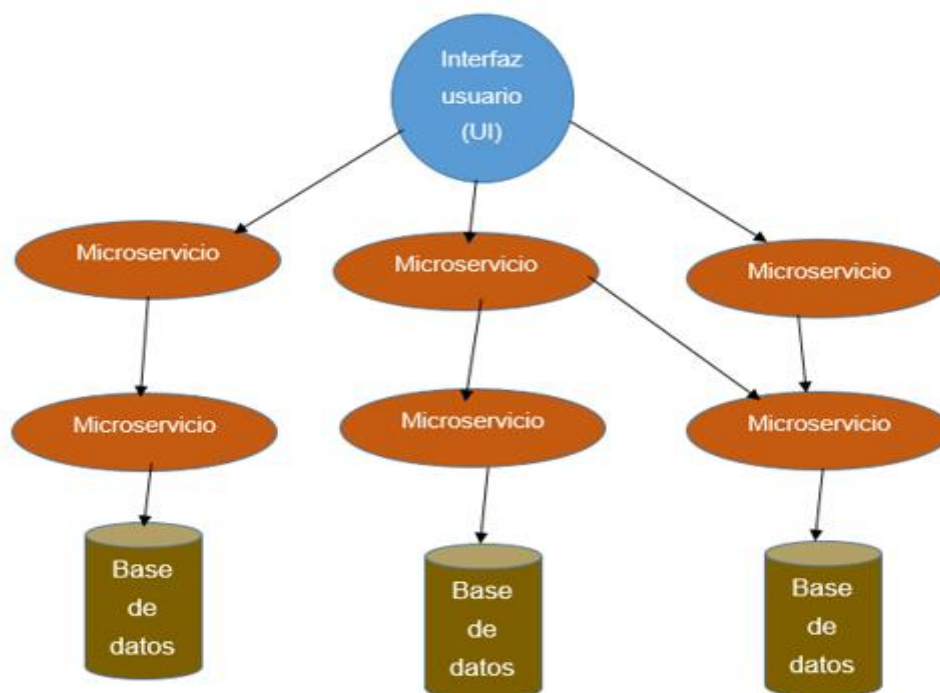 Interfaz
usuario
(UI)
Microservicio
Microservicio
Microservicio
Microservicio
Microservicio
Microservicio
Base
de
datos
Base
de
datos
Base
de
datos